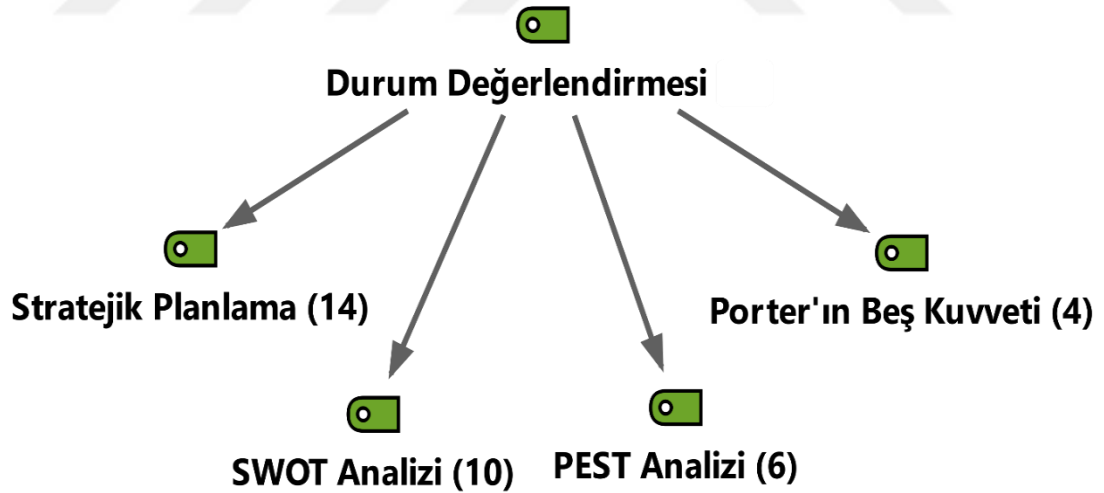 Durum Değerlendirmesi
Stratejik Planlama (14)
Porter'ın Beş Kuvveti (4)
SWOT Analizi (10)
PEST Analizi (6)